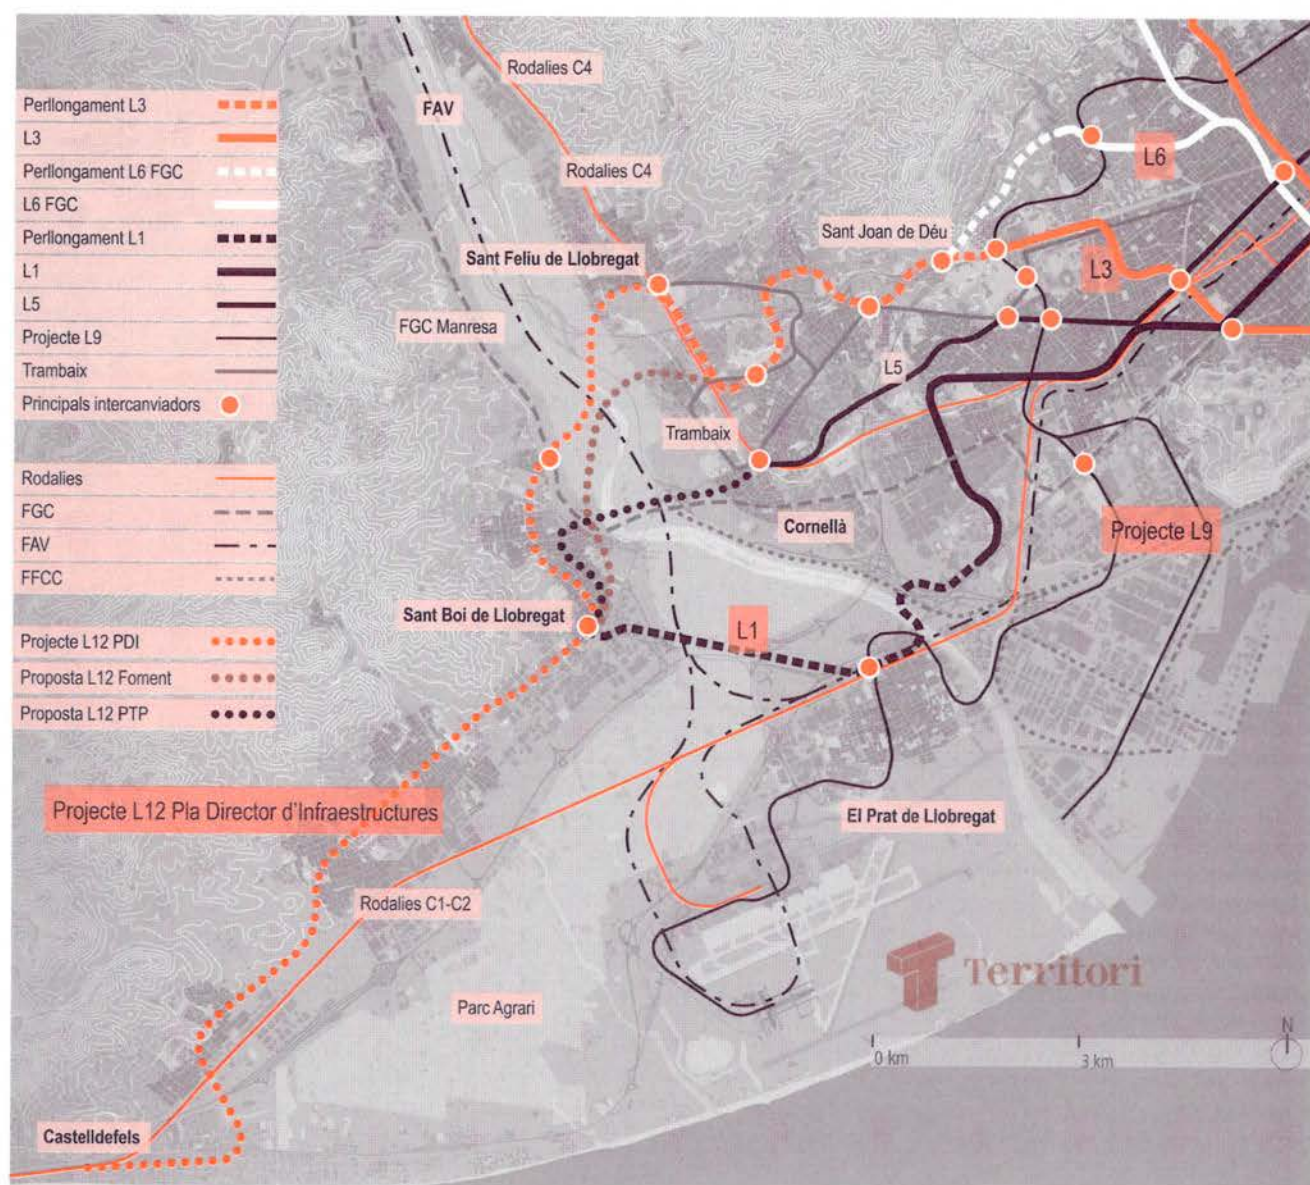 Perllongament L3
L3
Perllongament L6 FGC
L6 FGC
Perllongament L1
L1
L5
Projecte L9
Trambaix
Principals intercanviadors
Rodalies
FGC
FAV
FFCC
Projecte L12 PDI
Proposta L12 Foment
Proposta L12 PTP
Rodalies C4
FAV
Rodalies C4
L6
Sant Joan de Déu
Sant Feliu de Llobregat
L3
FGC Manresa
L5
Trambaix
Cornellà
Projecte L9
Sant Boi de Llobregat
L1
Projecte L12 Pla Director d'Infraestructures
El Prat de Llobregat
Rodalies C1-C2
Territori
Parc Agrari
N
0 km
3 km
Castelldefels